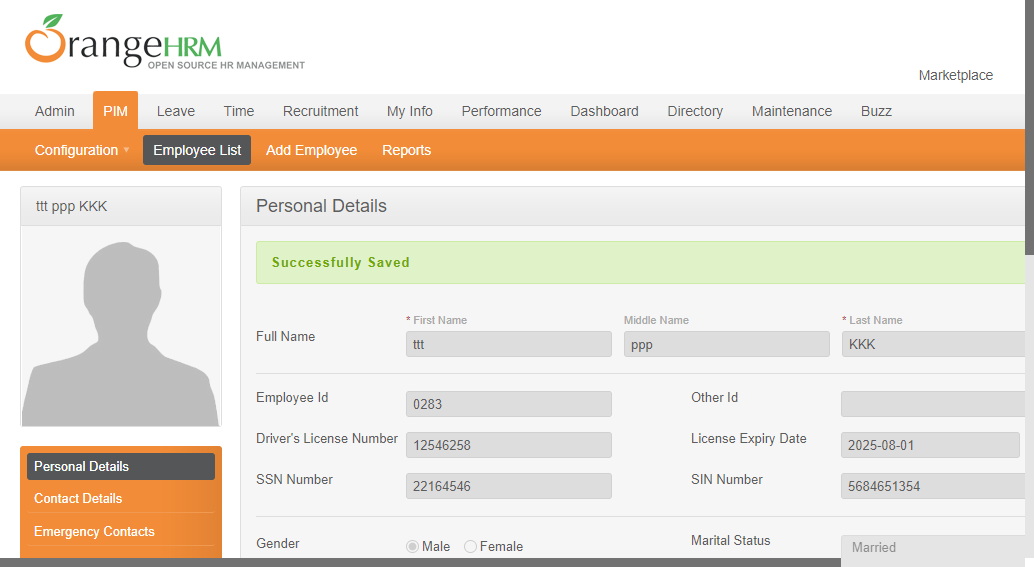 OrangeHRM
OPEN SOURCE HR MANAGEMENT
Marketplace
Admin PIM Leave Time Recruitment My Info Performance Dashboard Directory Maintenance Buzz
Configuration Employee List Add Employee Reports
ttt ppp KKK
Personal Details
Successfully Saved
* First Name Middle Name * Last Name
Full Name ttt ppp KKK
Employee Id 0283 Other Id
Driver's License Number 12546258 License Expiry Date 2025-08-01
SSN Number 22164546 SIN Number 5684651354
Gender Male Female Marital Status Married
Personal Details
Contact Details
Emergency Contacts